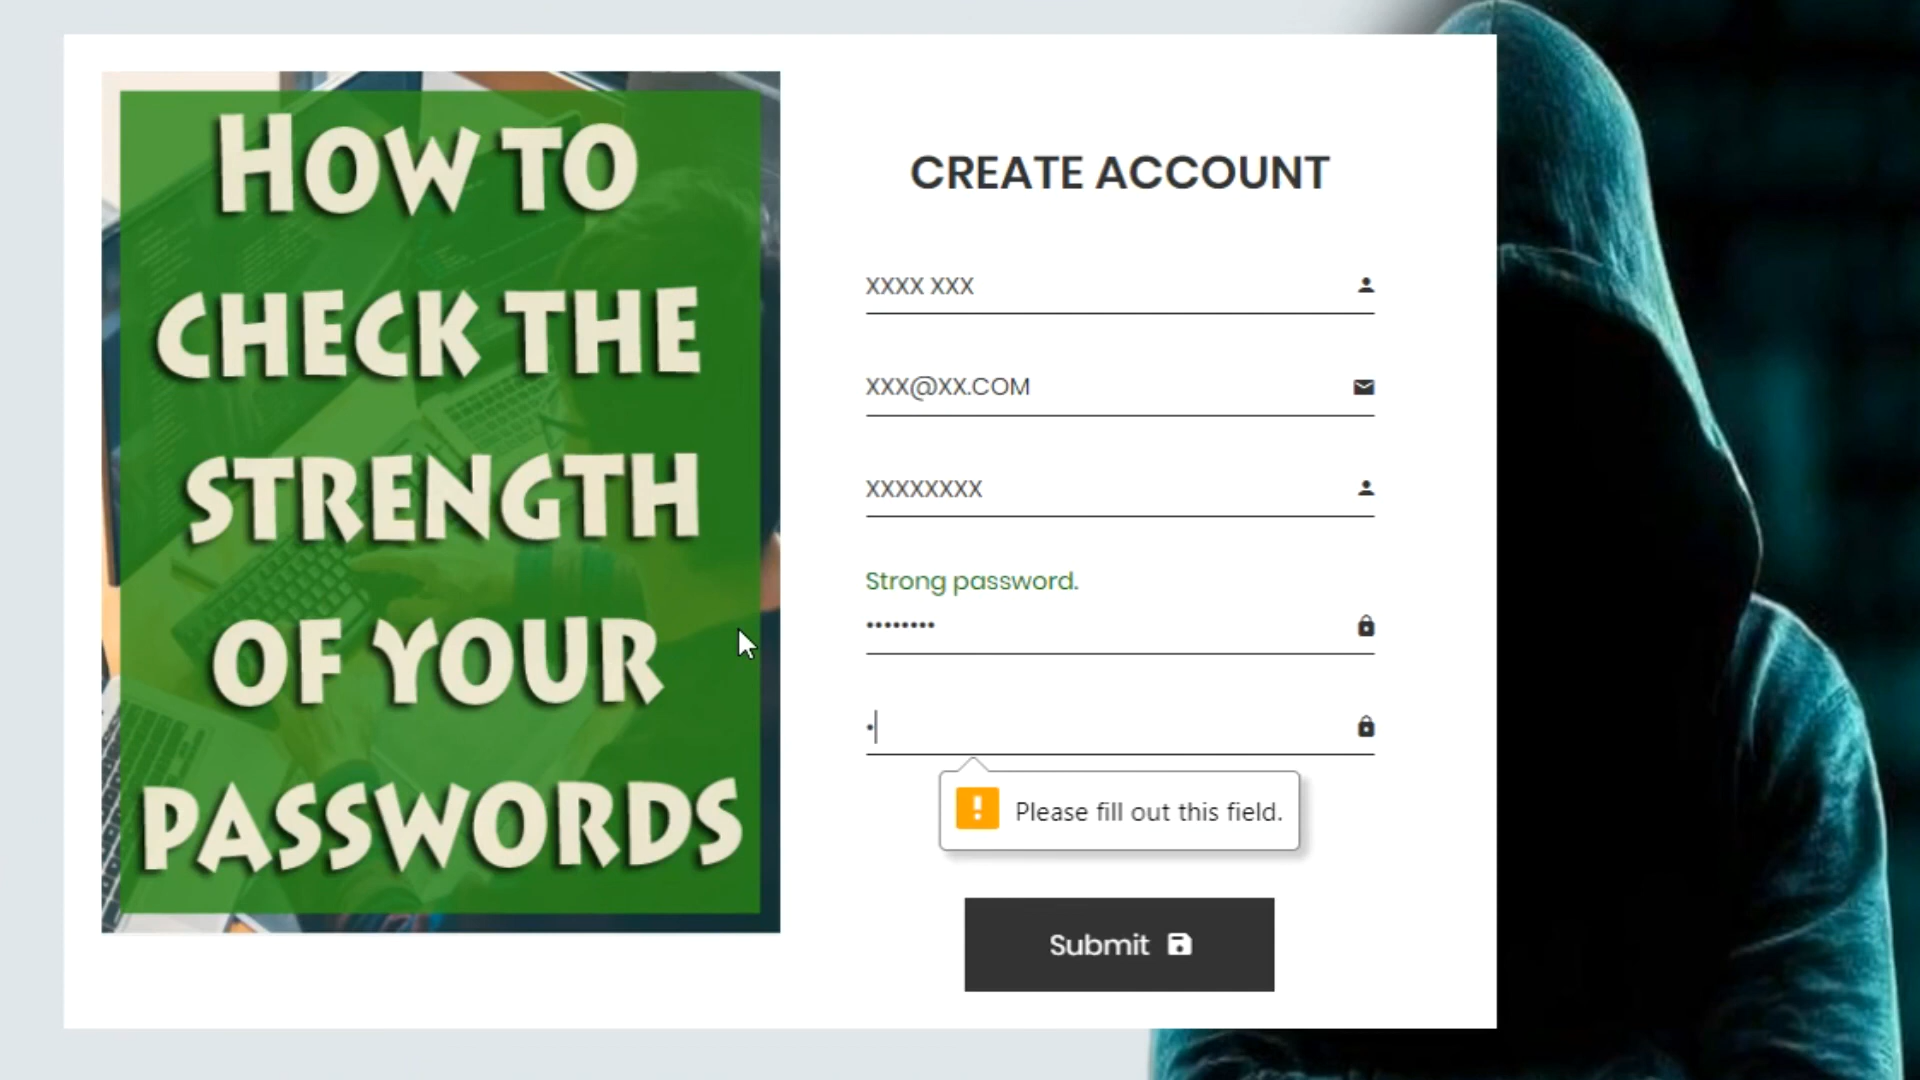 HOW TO
CHECK THE
STRENGTH
OF YOUR
PASSWORDS
CREATE ACCOUNT
XXXX XXX
XXX@XX.COM
XXXXXXXX
Strong password.
••••••••
•
Please fill out this field.
Submit